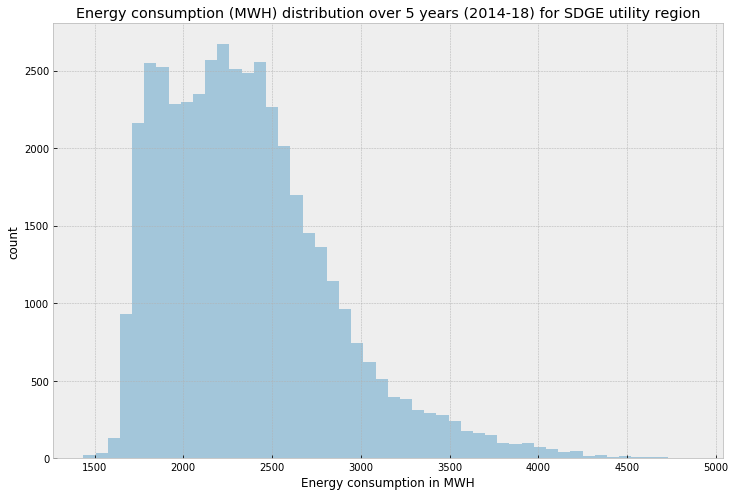 Energy consumption (MWH) distribution over 5 years (2014-18) for SDGE utility region
2500
2000
1500
1000
500
0
count
1500 2000 2500 3000 3500 4000 4500 5000
Energy consumption in MWH